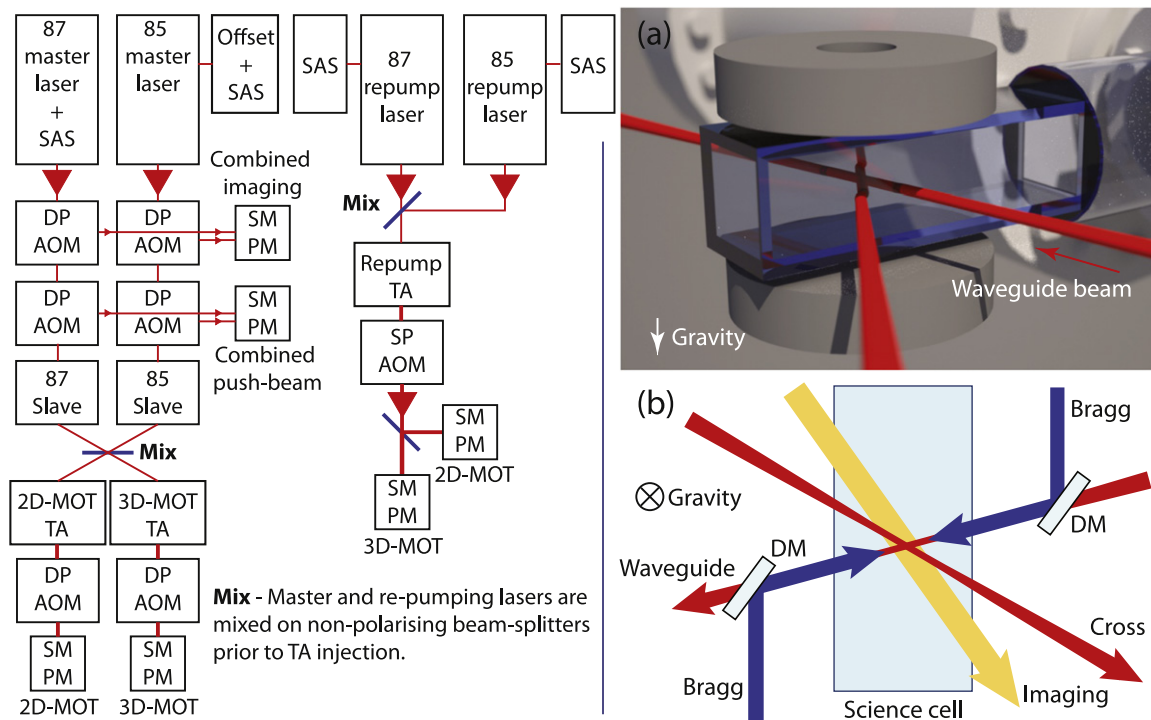 87
master
laser
+
SAS
85
master
laser
Offset
+
SAS
SAS
87
repump
laser
85
repump
laser
SAS
Combined
imaging
DP
AOM
DP
AOM
SM
PM
DP
AOM
DP
AOM
SM
PM
Combined
push-beam
87
Slave
85
Slave
Mix
2D-MOT
TA
3D-MOT
TA
DP
AOM
DP
AOM
SM
PM
SM
PM
2D-MOT
3D-MOT
Mix
Repump
TA
SP
AOM
SM
PM
2D-MOT
SM
PM
3D-MOT
Mix - Master and re-pumping lasers are
mixed on non-polarising beam-splitters
prior to TA injection.
(a)
Waveguide beam
Gravity
(b)
Bragg
Gravity
DM
DM
Waveguide
Cross
Bragg
Imaging
Science cell